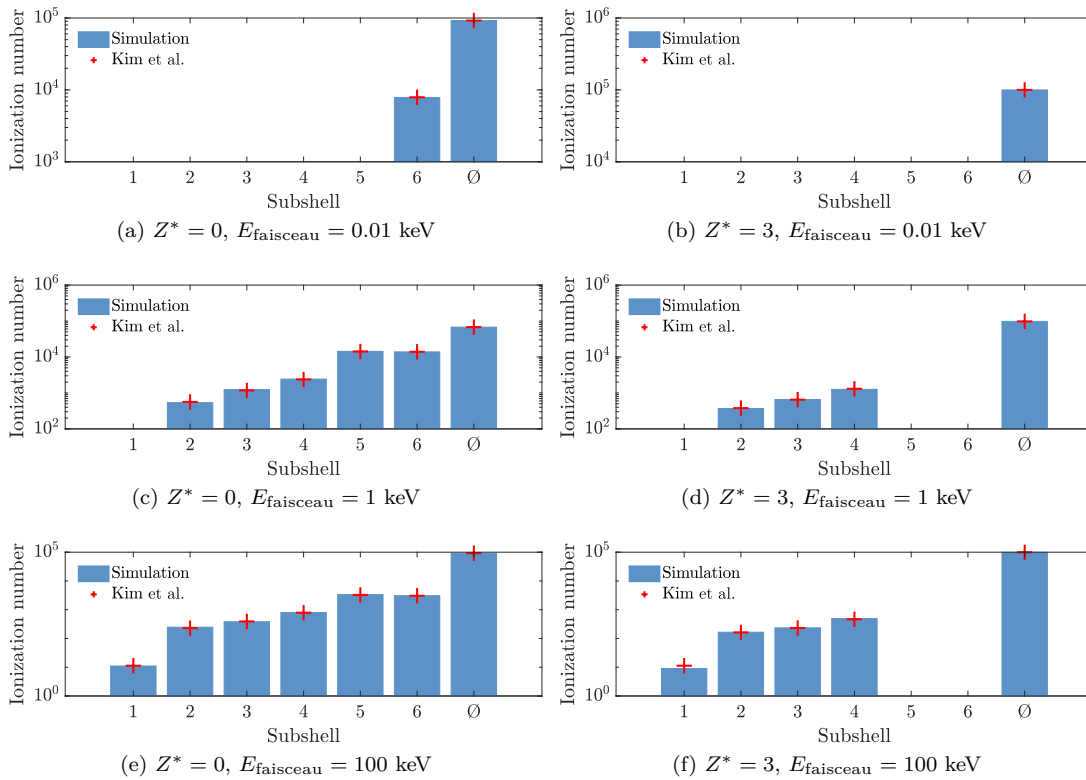 Ionization number
10^5
10^4
10^3
Simulation
Kim et al.
1 2 3 4 5 6 Ø
Subshell
(a) Z* = 0, E_faisceau = 0.01 keV
Ionization number
10^6
10^5
10^4
Simulation
Kim et al.
1 2 3 4 5 6 Ø
Subshell
(b) Z* = 3, E_faisceau = 0.01 keV
Ionization number
10^6
10^4
10^2
Simulation
Kim et al.
1 2 3 4 5 6 Ø
Subshell
(c) Z* = 0, E_faisceau = 1 keV
Ionization number
10^6
10^4
10^2
Simulation
Kim et al.
1 2 3 4 5 6 Ø
Subshell
(d) Z* = 3, E_faisceau = 1 keV
Ionization number
10^5
10^0
Simulation
Kim et al.
1 2 3 4 5 6 Ø
Subshell
(e) Z* = 0, E_faisceau = 100 keV
Ionization number
10^5
10^0
Simulation
Kim et al.
1 2 3 4 5 6 Ø
Subshell
(f) Z* = 3, E_faisceau = 100 keV